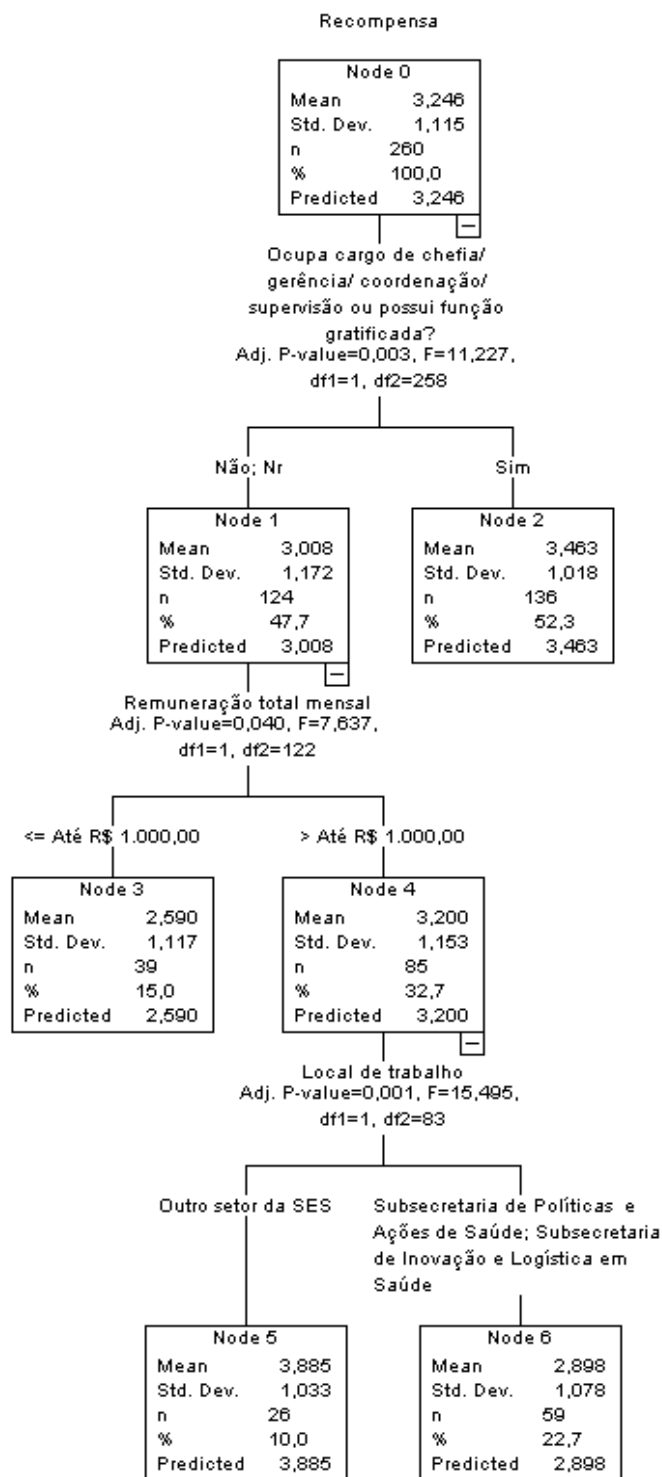 Recompensa
Node 0
Mean 3,246
Std. Dev. 1,115
n 260
% 100,0
Predicted 3,246
Ocupa cargo de chefia/
gerência/ coordenação/
supervisão ou possui função
gratificada?
Adj. P-value=0,003, F=11,227,
df1=1, df2=258
Não; Nr
Sim
Node 1
Mean 3,008
Std. Dev. 1,172
n 124
% 47,7
Predicted 3,008
Node 2
Mean 3,463
Std. Dev. 1,018
n 136
% 52,3
Predicted 3,463
Remuneração total mensal
Adj. P-value=0,040, F=7,637,
df1=1, df2=122
<= Até R$ 1.000,00
> Até R$ 1.000,00
Node 3
Mean 2,590
Std. Dev. 1,117
n 39
% 15,0
Predicted 2,590
Node 4
Mean 3,200
Std. Dev. 1,153
n 85
% 32,7
Predicted 3,200
Local de trabalho
Adj. P-value=0,001, F=15,495,
df1=1, df2=83
Outro setor da SES
Subsecretaria de Políticas e
Ações de Saúde; Subsecretaria
de Inovação e Logística em
Saúde
Node 5
Mean 3,885
Std. Dev. 1,033
n 26
% 10,0
Predicted 3,885
Node 6
Mean 2,898
Std. Dev. 1,078
n 59
% 22,7
Predicted 2,898